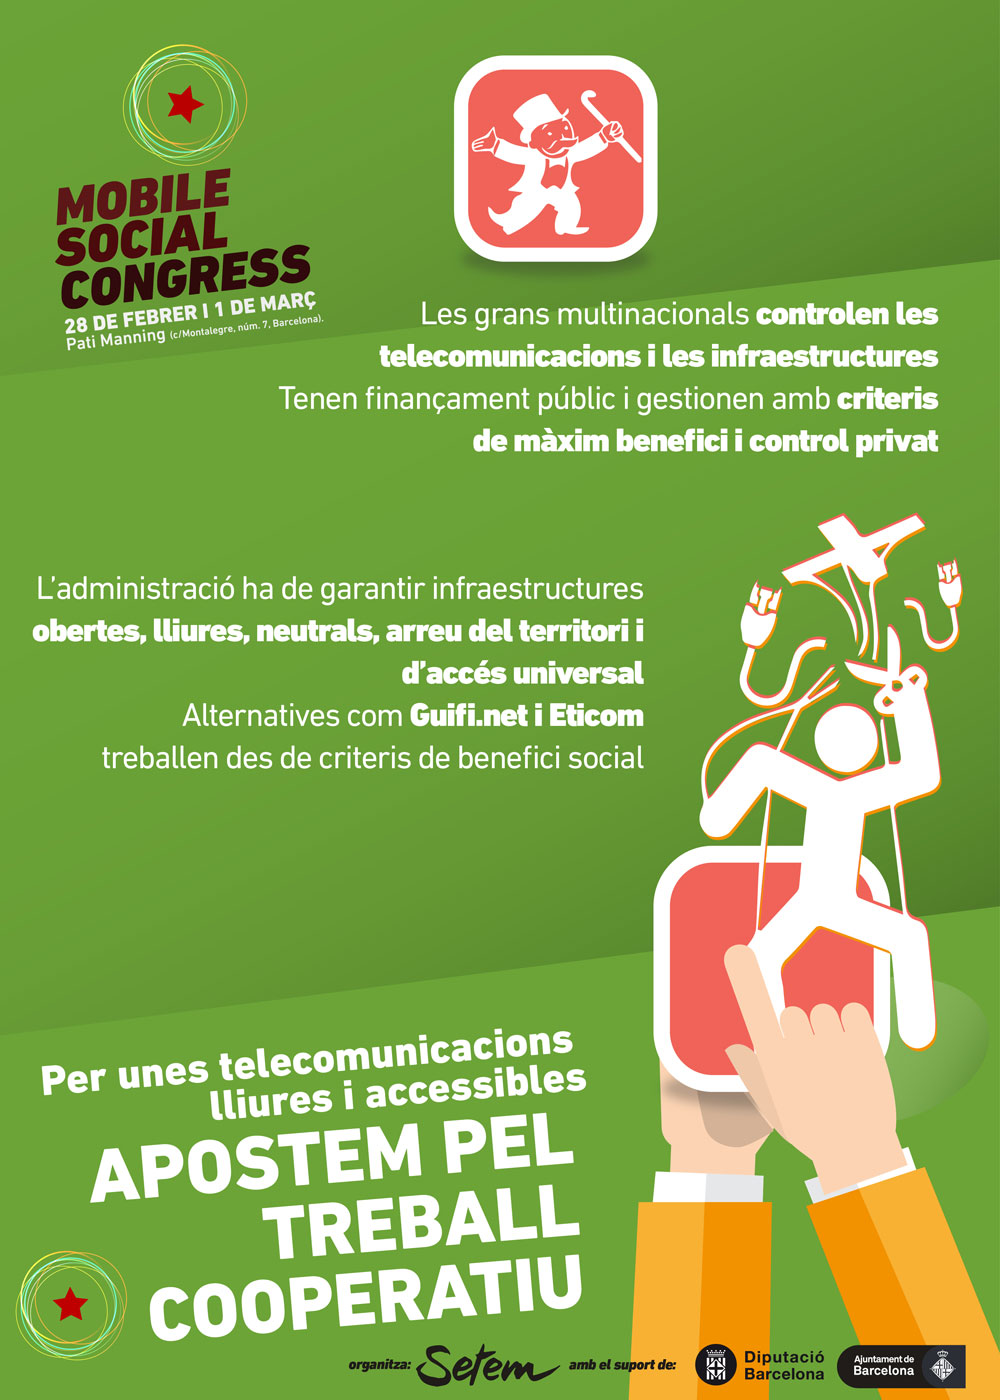 MOBILE
SOCIAL
CONGRESS
28 DE FEBRER I 1 DE MARÇ
Pati Manning (c/Montalegre, núm. 7, Barcelona).
Les grans multinacionals controlen les
telecomunicacions i les infraestructures
Tenen finançament públic i gestionen amb criteris
de màxim benefici i control privat
L'administració ha de garantir infraestructures
obertes, lliures, neutrals, arreu del territori i
d'accés universal
Alternatives com Guifi.net i Eticom
treballen des de criteris de benefici social
Per unes telecomunicacions
lliures i accessibles
APOSTEM PEL
TREBALL
COOPERATIU
organitza: Setem amb el suport de:
Diputació
Barcelona
Ajuntament de
Barcelona